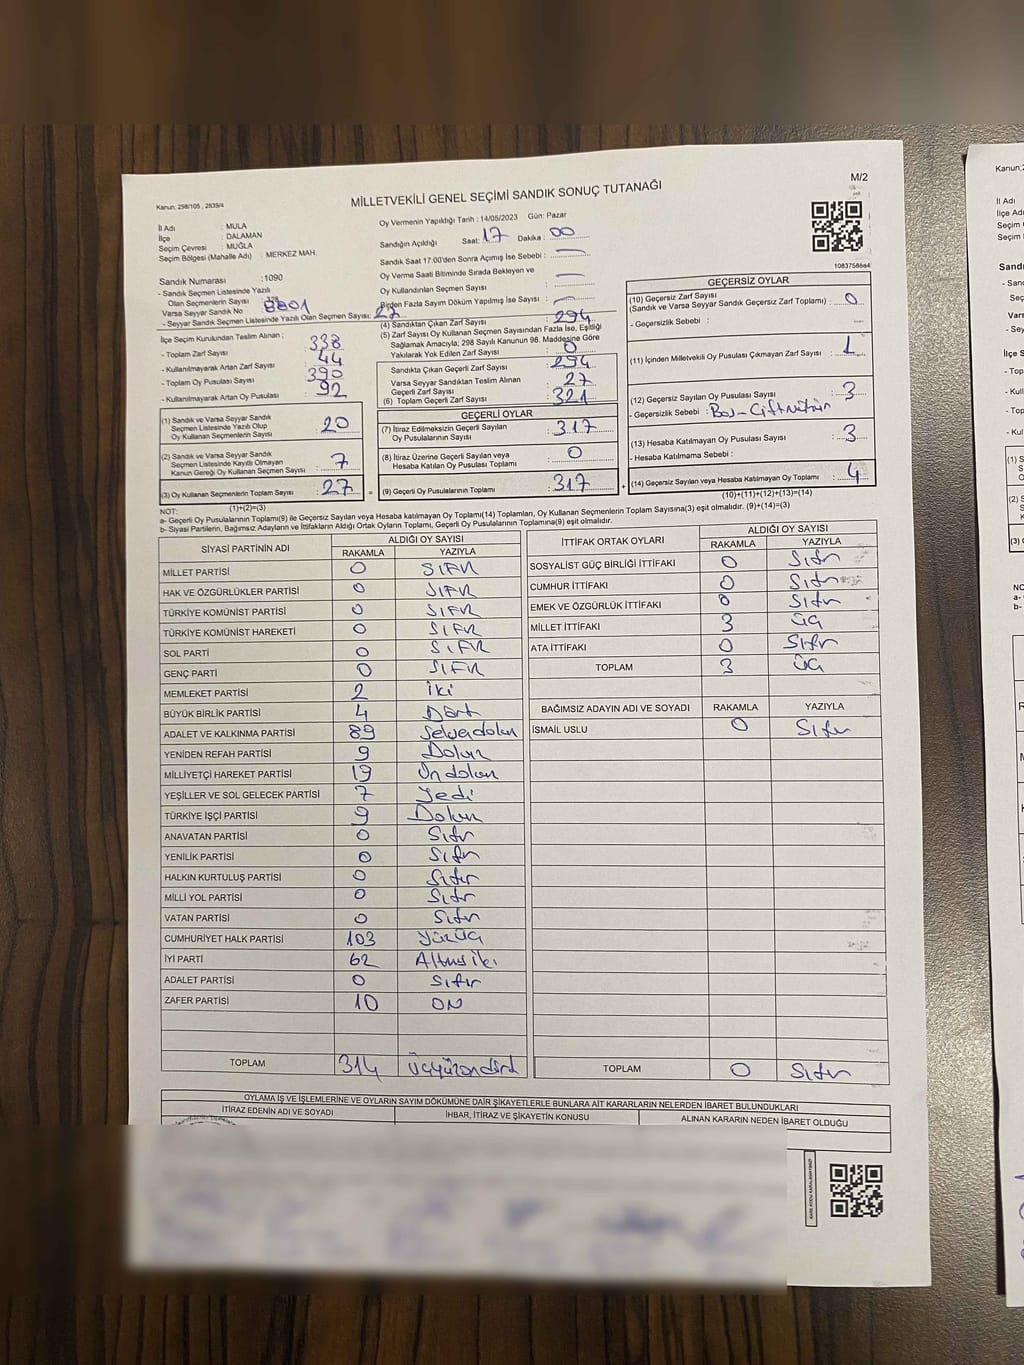 Kanun: 298/105 , 2839/4
MİLLETVEKİLİ GENEL SEÇİMİ SANDIK SONUÇ TUTANAĞI
M/2
İl Adı : MULA
İlçe : DALAMAN
Seçim Çevresi : MUĞLA
Seçim Bölgesi (Mahalle Adı) MERKEZ MAH.
Sandık Numarası :1090
- Sandık Seçmen Listesinde Yazılı
Olan Seçmenlerin Sayısı
Varsa Seyyar Sandık No 8801
- Seyyar Sandık Seçmen Listesinde Yazılı Olan Seçmen Sayısı: 27
İlçe Seçim Kurulundan Teslim Alınan ;
- Toplam Zarf Sayısı 338
- Kullanılmayarak Artan Zarf Sayısı 44
- Toplam Oy Pusulası Sayısı 390
- Kullanılmayarak Artan Oy Pusulası 92
(1) Sandık ve Varsa Seyyar Sandık
Seçmen Listesinde Yazılı Olup
Oy Kullanan Seçmenlerin Sayısı : 20
(2) Sandık ve Varsa Seyyar Sandık
Seçmen Listesinde Kayıtlı Olmayan
Kanun Gereği Oy Kullanan Seçmen Sayısı : 7
(3) Oy Kullanan Seçmenlerin Toplam Sayısı : 27
(1)+(2)=(3)
Oy Vermenin Yapıldığı Tarih : 14/05/2023 Gün: Pazar
Sandığın Açıldığı Saat: 17 Dakika : 00
Sandık Saat 17:00'den Sonra Açılmış İse Sebebi :
Oy Verme Saati Bitiminde Sırada Bekleyen ve
Oy Kullandırılan Seçmen Sayısı :
Birden Fazla Sayım Döküm Yapılmış İse Sayısı :
(4) Sandıktan Çıkan Zarf Sayısı : 294
(5) Zarf Sayısı Oy Kullanan Seçmen Sayısından Fazla İse, Eşitliği
Sağlamak Amacıyla; 298 Sayılı Kanunun 98. Maddesine Göre
Yakılarak Yok Edilen Zarf Sayısı : 0
Sandıkta Çıkan Geçerli Zarf Sayısı : 294
Varsa Seyyar Sandıktan Teslim Alınan
Geçerli Zarf Sayısı : 27
(6) Toplam Geçerli Zarf Sayısı : 321
GEÇERLİ OYLAR
(7) İtiraz Edilmeksizin Geçerli Sayılan
Oy Pusulalarının Sayısı : 317
(8) İtiraz Üzerine Geçerli Sayılan veya
Hesaba Katılan Oy Pusulası Toplamı : 0
= (9) Geçerli Oy Pusulalarının Toplamı : 317
GEÇERSİZ OYLAR
(10) Geçersiz Zarf Sayısı
(Sandık ve Varsa Seyyar Sandık Geçersiz Zarf Toplamı) : 0
- Geçersizlik Sebebi :
(11) İçinden Milletvekili Oy Pusulası Çıkmayan Zarf Sayısı : 1
(12) Geçersiz Sayılan Oy Pusulası Sayısı : 3
- Geçersizlik Sebebi :
(13) Hesaba Katılmayan Oy Pusulası Sayısı : 3
- Hesaba Katılmama Sebebi :
+ (14) Geçersiz Sayılan veya Hesaba Katılmayan Oy Toplamı : 4
(10)+(11)+(12)+(13)=(14)
NOT:
a- Geçerli Oy Pusulalarının Toplamı(9) ile Geçersiz Sayılan veya Hesaba Katılmayan Oy Toplamı(14) Toplamları, Oy Kullanan Seçmenlerin Toplam Sayısına(3) eşit olmalıdır. (9)+(14)=(3)
b- Siyasi Partilerin, Bağımsız Adayların ve İttifakların Aldığı Ortak Oyların Toplamı, Geçerli Oy Pusulalarının Toplamına(9) eşit olmalıdır.
SİYASİ PARTİNİN ADI ALDIĞI OY SAYISI
RAKAMLA YAZIYLA
MİLLET PARTİSİ 0 SIFIR
HAK VE ÖZGÜRLÜKLER PARTİSİ 0 SIFIR
TÜRKİYE KOMÜNİST PARTİSİ 0 SIFIR
TÜRKİYE KOMÜNİST HAREKETİ 0 SIFIR
SOL PARTİ 0 SIFIR
GENÇ PARTİ 0 SIFIR
MEMLEKET PARTİSİ 2 iki
BÜYÜK BİRLİK PARTİSİ 4 Dört
ADALET VE KALKINMA PARTİSİ 89 Seksendokuz
YENİDEN REFAH PARTİSİ 9 Dokuz
MİLLİYETÇİ HAREKET PARTİSİ 19 Ondokuz
YEŞİLLER VE SOL GELECEK PARTİSİ 7 Yedi
TÜRKİYE İŞÇİ PARTİSİ 9 Dokuz
ANAVATAN PARTİSİ 0 Sıfır
YENİLİK PARTİSİ 0 Sıfır
HALKIN KURTULUŞ PARTİSİ 0 Sıfır
MİLLİ YOL PARTİSİ 0 Sıfır
VATAN PARTİSİ 0 Sıfır
CUMHURİYET HALK PARTİSİ 103 Yüzüç
İYİ PARTİ 62 Altmışiki
ADALET PARTİSİ 0 Sıfır
ZAFER PARTİSİ 10 ON
TOPLAM 314 Üçyüzondört
İTTİFAK ORTAK OYLARI ALDIĞI OY SAYISI
RAKAMLA YAZIYLA
SOSYALİST GÜÇ BİRLİĞİ İTTİFAKI 0 Sıfır
CUMHUR İTTİFAKI 0 Sıfır
EMEK VE ÖZGÜRLÜK İTTİFAKI 0 Sıfır
MİLLET İTTİFAKI 3 üç
ATA İTTİFAKI 0 Sıfır
TOPLAM 3 üç
BAĞIMSIZ ADAYIN ADI VE SOYADI RAKAMLA YAZIYLA
İSMAİL USLU 0 Sıfır
TOPLAM 0 Sıfır
OYLAMA İŞ VE İŞLEMLERİNE VE OYLARIN SAYIM DÖKÜMÜNE DAİR ŞİKAYETLERLE BUNLARA AİT KARARLARIN NELERDEN İBARET BULUNDUKLARI
İTİRAZ EDENİN ADI VE SOYADI İHBAR, İTİRAZ VE ŞİKAYETİN KONUSU ALINAN KARARIN NEDEN İBARET OLDUĞU
Kanun:2
İl Adı
İlçe Adı
Seçim
Seçim